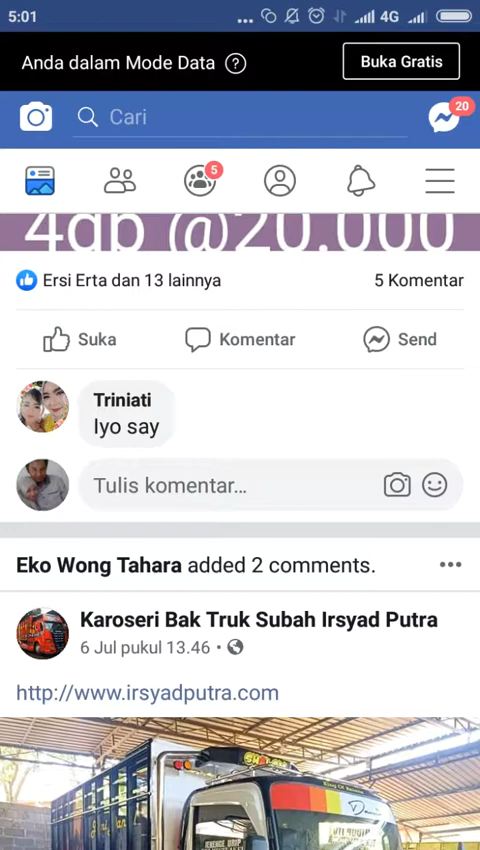 5:01
4G
Anda dalam Mode Data ?
Buka Gratis
Cari
20
5
4gb @20.000
Ersi Erta dan 13 lainnya
5 Komentar
Suka
Komentar
Send
Triniati
Iyo say
Tulis komentar...
Eko Wong Tahara added 2 comments.
Karoseri Bak Truk Subah Irsyad Putra
6 Jul pukul 13.46 •
http://www.irsyadputra.com